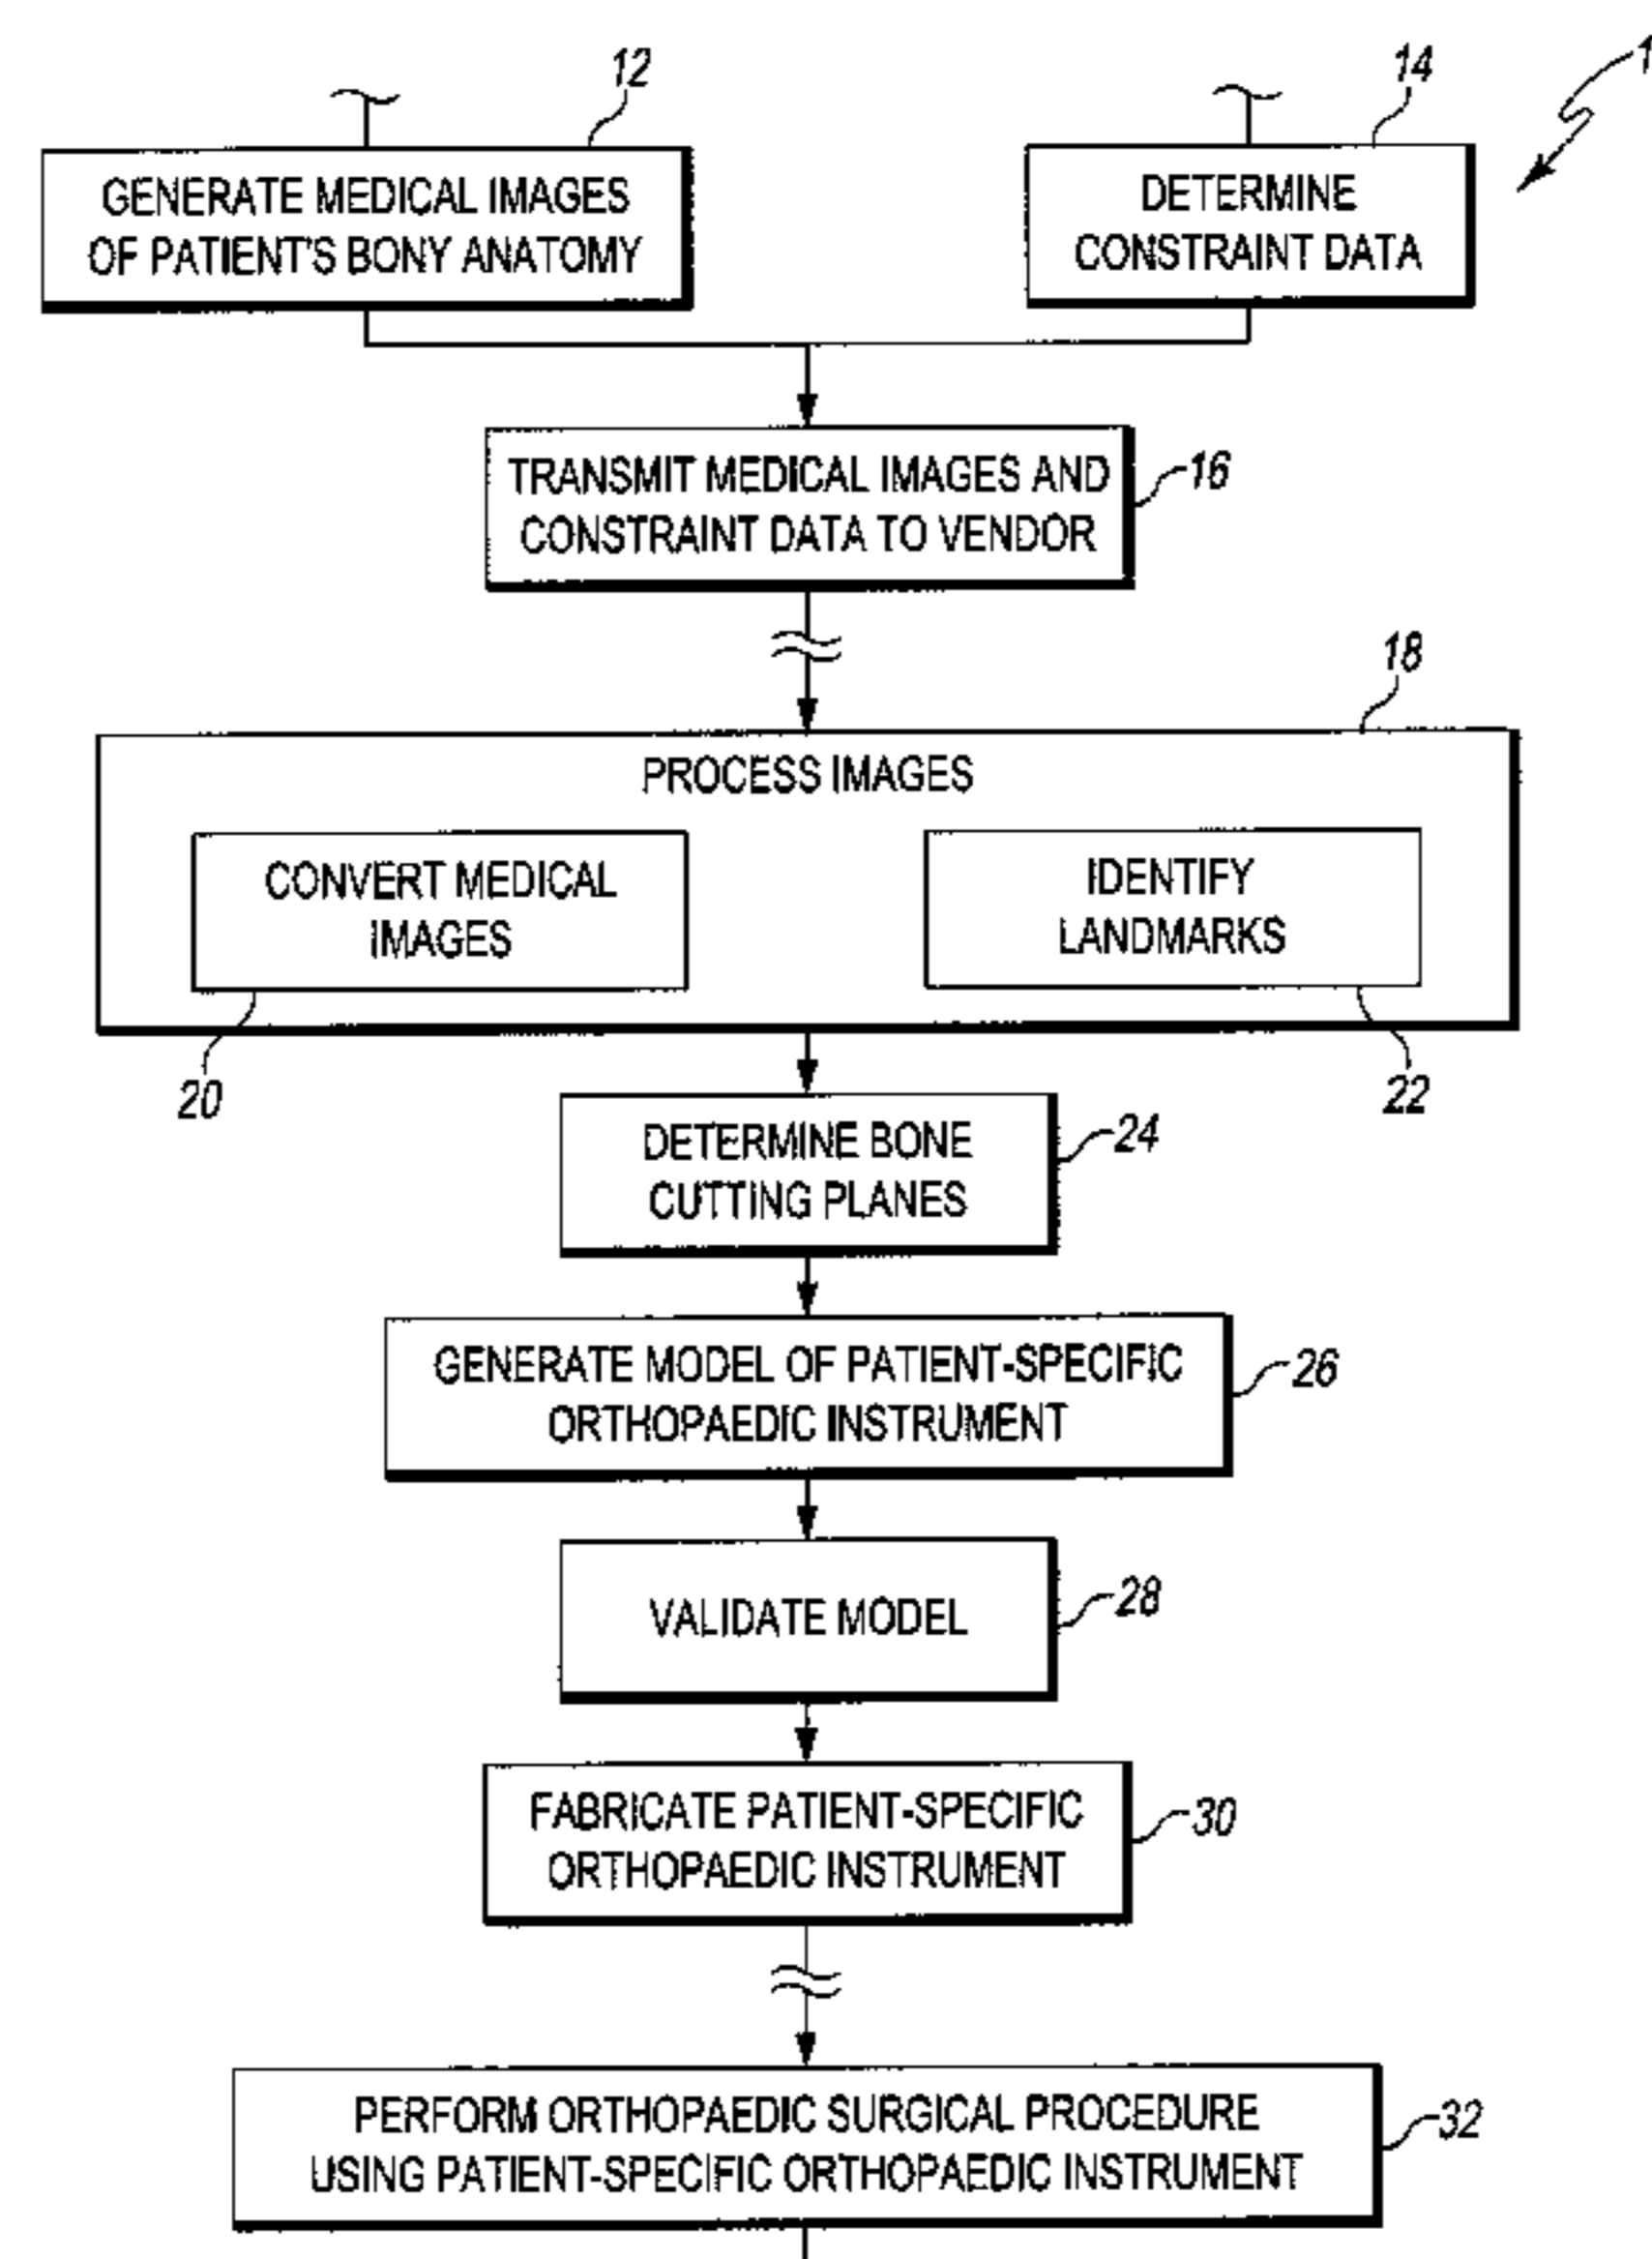 12
14
1
GENERATE MEDICAL IMAGES
OF PATIENT'S BONY ANATOMY
DETERMINE
CONSTRAINT DATA
TRANSMIT MEDICAL IMAGES AND
CONSTRAINT DATA TO VENDOR
16
18
PROCESS IMAGES
CONVERT MEDICAL
IMAGES
IDENTIFY
LANDMARKS
20
22
DETERMINE BONE
CUTTING PLANES
24
GENERATE MODEL OF PATIENT-SPECIFIC
ORTHOPAEDIC INSTRUMENT
26
VALIDATE MODEL
28
FABRICATE PATIENT-SPECIFIC
ORTHOPAEDIC INSTRUMENT
30
PERFORM ORTHOPAEDIC SURGICAL PROCEDURE
USING PATIENT-SPECIFIC ORTHOPAEDIC INSTRUMENT
32